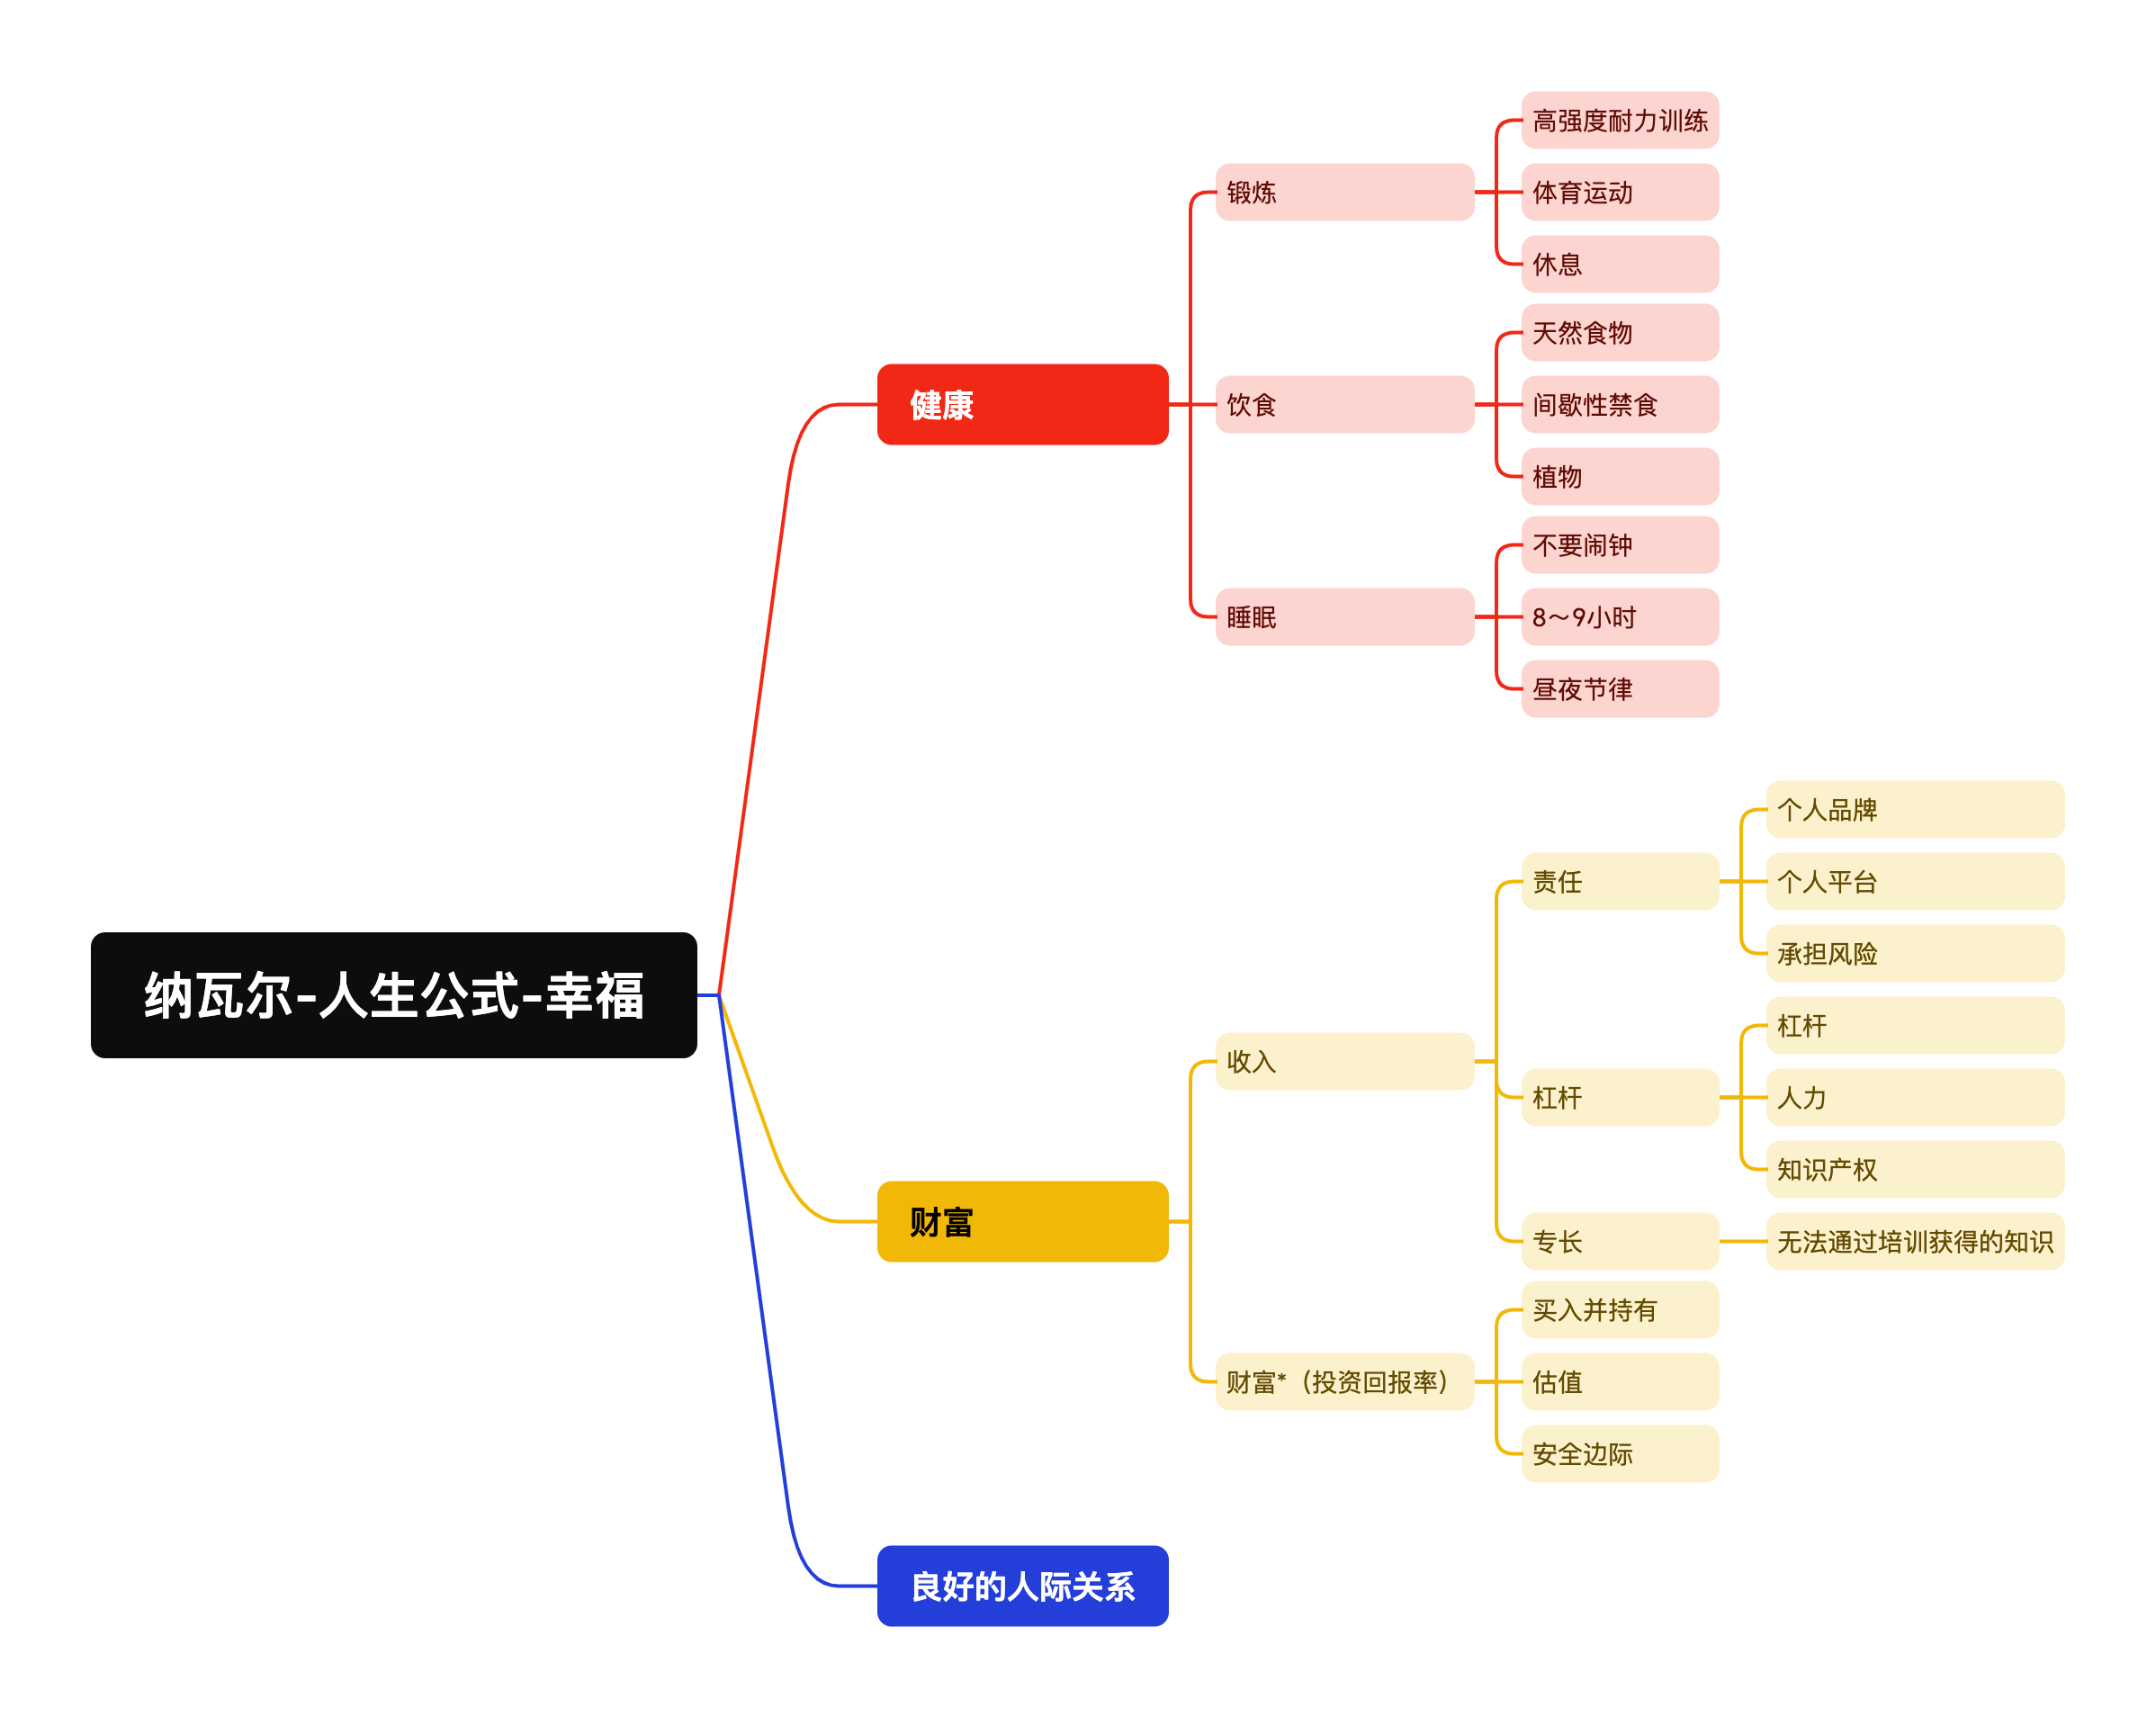 纳瓦尔-人生公式-幸福
健康
锻炼
高强度耐力训练
体育运动
休息
饮食
天然食物
间歇性禁食
植物
睡眠
不要闹钟
8～9小时
昼夜节律
财富
收入
责任
个人品牌
个人平台
承担风险
杠杆
杠杆
人力
知识产权
专长
无法通过培训获得的知识
财富*（投资回报率）
买入并持有
估值
安全边际
良好的人际关系